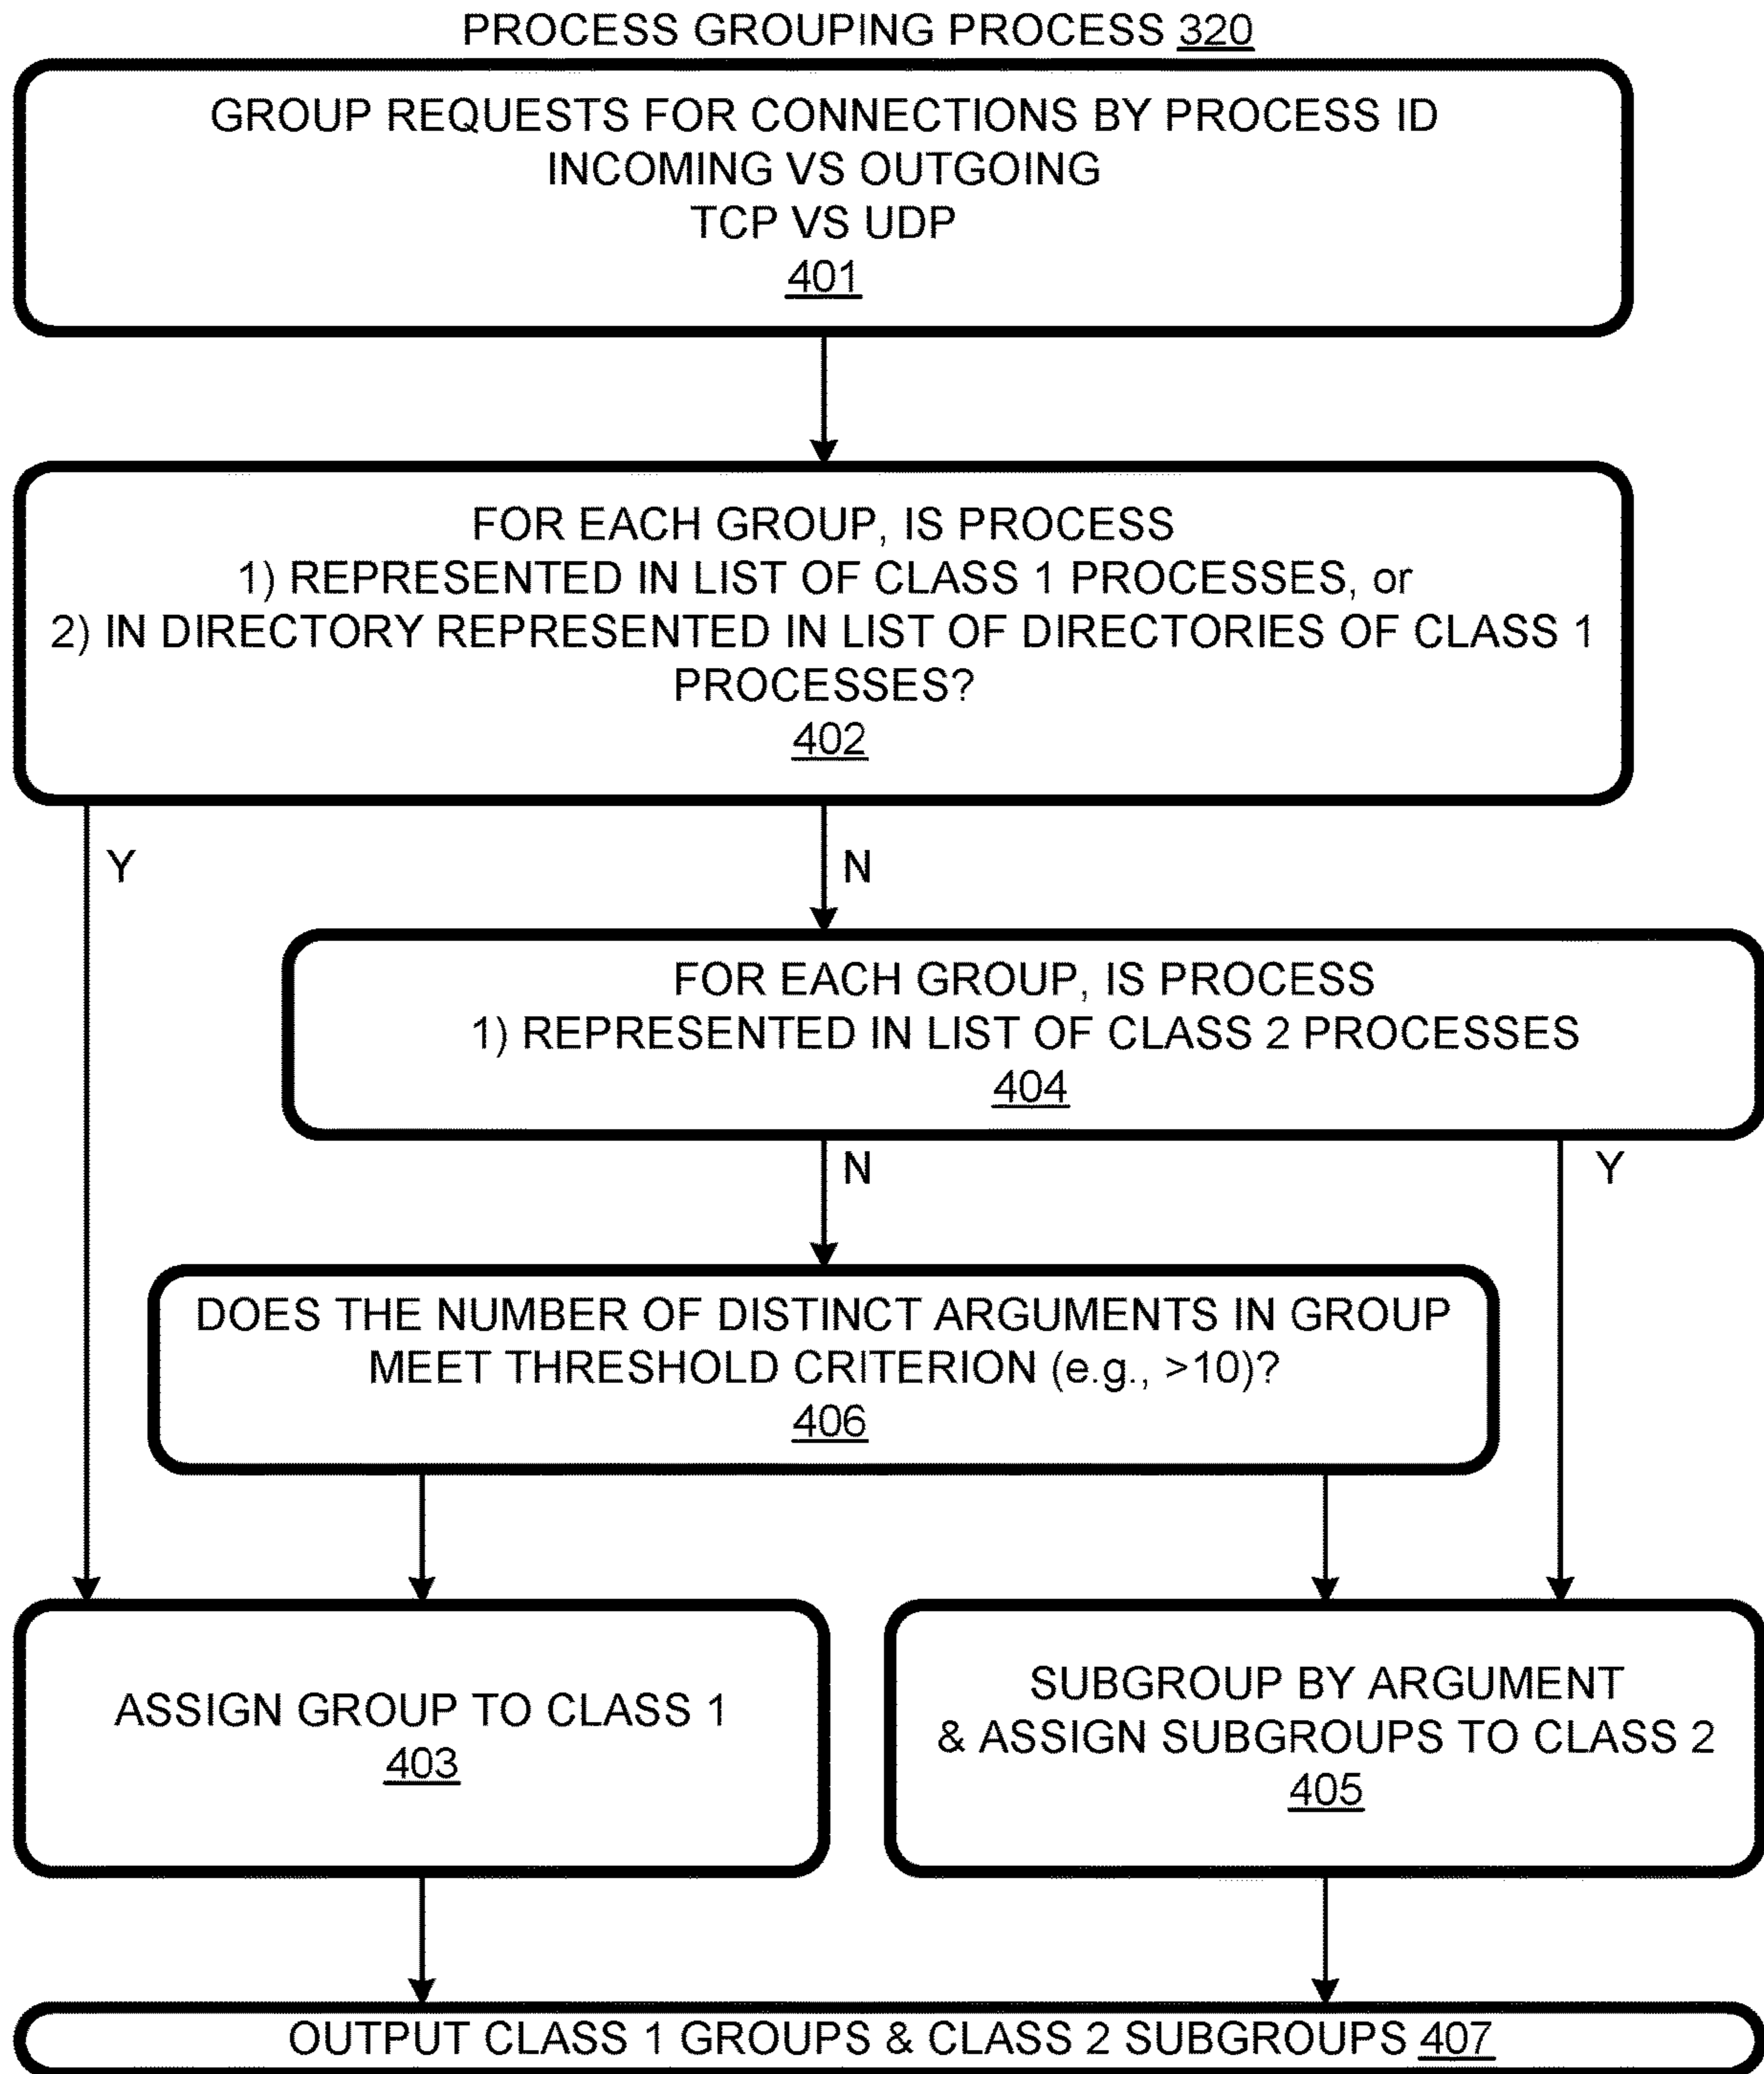 PROCESS GROUPING PROCESS 320
GROUP REQUESTS FOR CONNECTIONS BY PROCESS ID
INCOMING VS OUTGOING
TCP VS UDP
401
FOR EACH GROUP, IS PROCESS
1) REPRESENTED IN LIST OF CLASS 1 PROCESSES, or
2) IN DIRECTORY REPRESENTED IN LIST OF DIRECTORIES OF CLASS 1
PROCESSES?
402
Y
N
FOR EACH GROUP, IS PROCESS
1) REPRESENTED IN LIST OF CLASS 2 PROCESSES
404
N
Y
DOES THE NUMBER OF DISTINCT ARGUMENTS IN GROUP
MEET THRESHOLD CRITERION (e.g., >10)?
406
ASSIGN GROUP TO CLASS 1
403
SUBGROUP BY ARGUMENT
& ASSIGN SUBGROUPS TO CLASS 2
405
OUTPUT CLASS 1 GROUPS & CLASS 2 SUBGROUPS 407